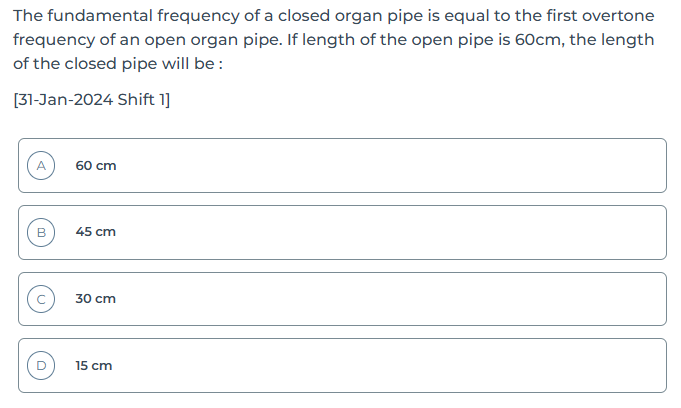 The fundamental frequency of a closed organ pipe is equal to the first overtone
frequency of an open organ pipe. If length of the open pipe is 60cm, the length
of the closed pipe will be :
[31-Jan-2024 Shift 1]
A 60 cm
B 45 cm
C 30 cm
D 15 cm